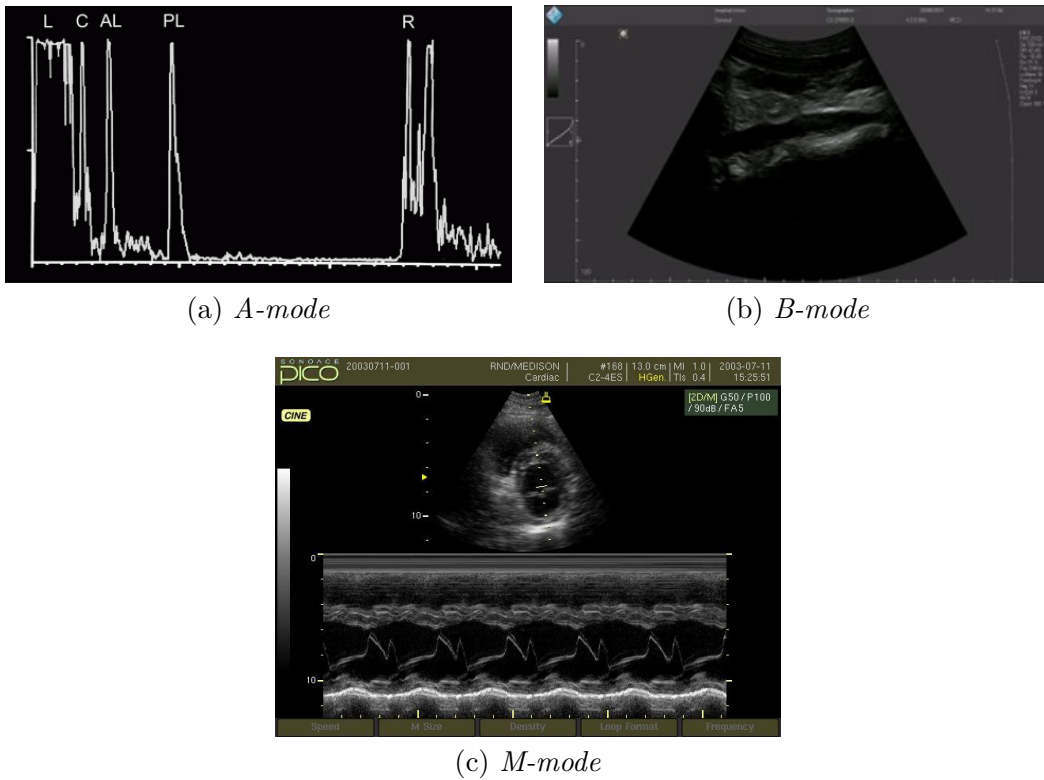 L C AL PL R
(a) A-mode
(b) B-mode
SONOACE
PICO
20030711-001
RND/MEDISON
Cardiac
#168
C2-4ES
13.0 cm
HGen.
MI 1.0
TIs 0.4
2003-07-11
15:25:51
CINE
[2D/M] G50 / P100
/ 90dB / FA5
0
10
0
10
Speed
M Size
Density
Loop Format
Frequency
(c) M-mode